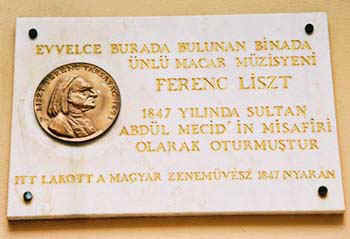 EVVELCE BURADA BULUNAN BİNADA
ÜNLÜ MACAR MÜZİSYENİ
FERENC LISZT
1847 YILINDA SULTAN
ABDÜL MECİD'İN MİSAFİRİ
OLARAK OTURMUŞTUR
ITT LAKOTT A MAGYAR ZENEMŰVÉSZ 1847 NYARÁN